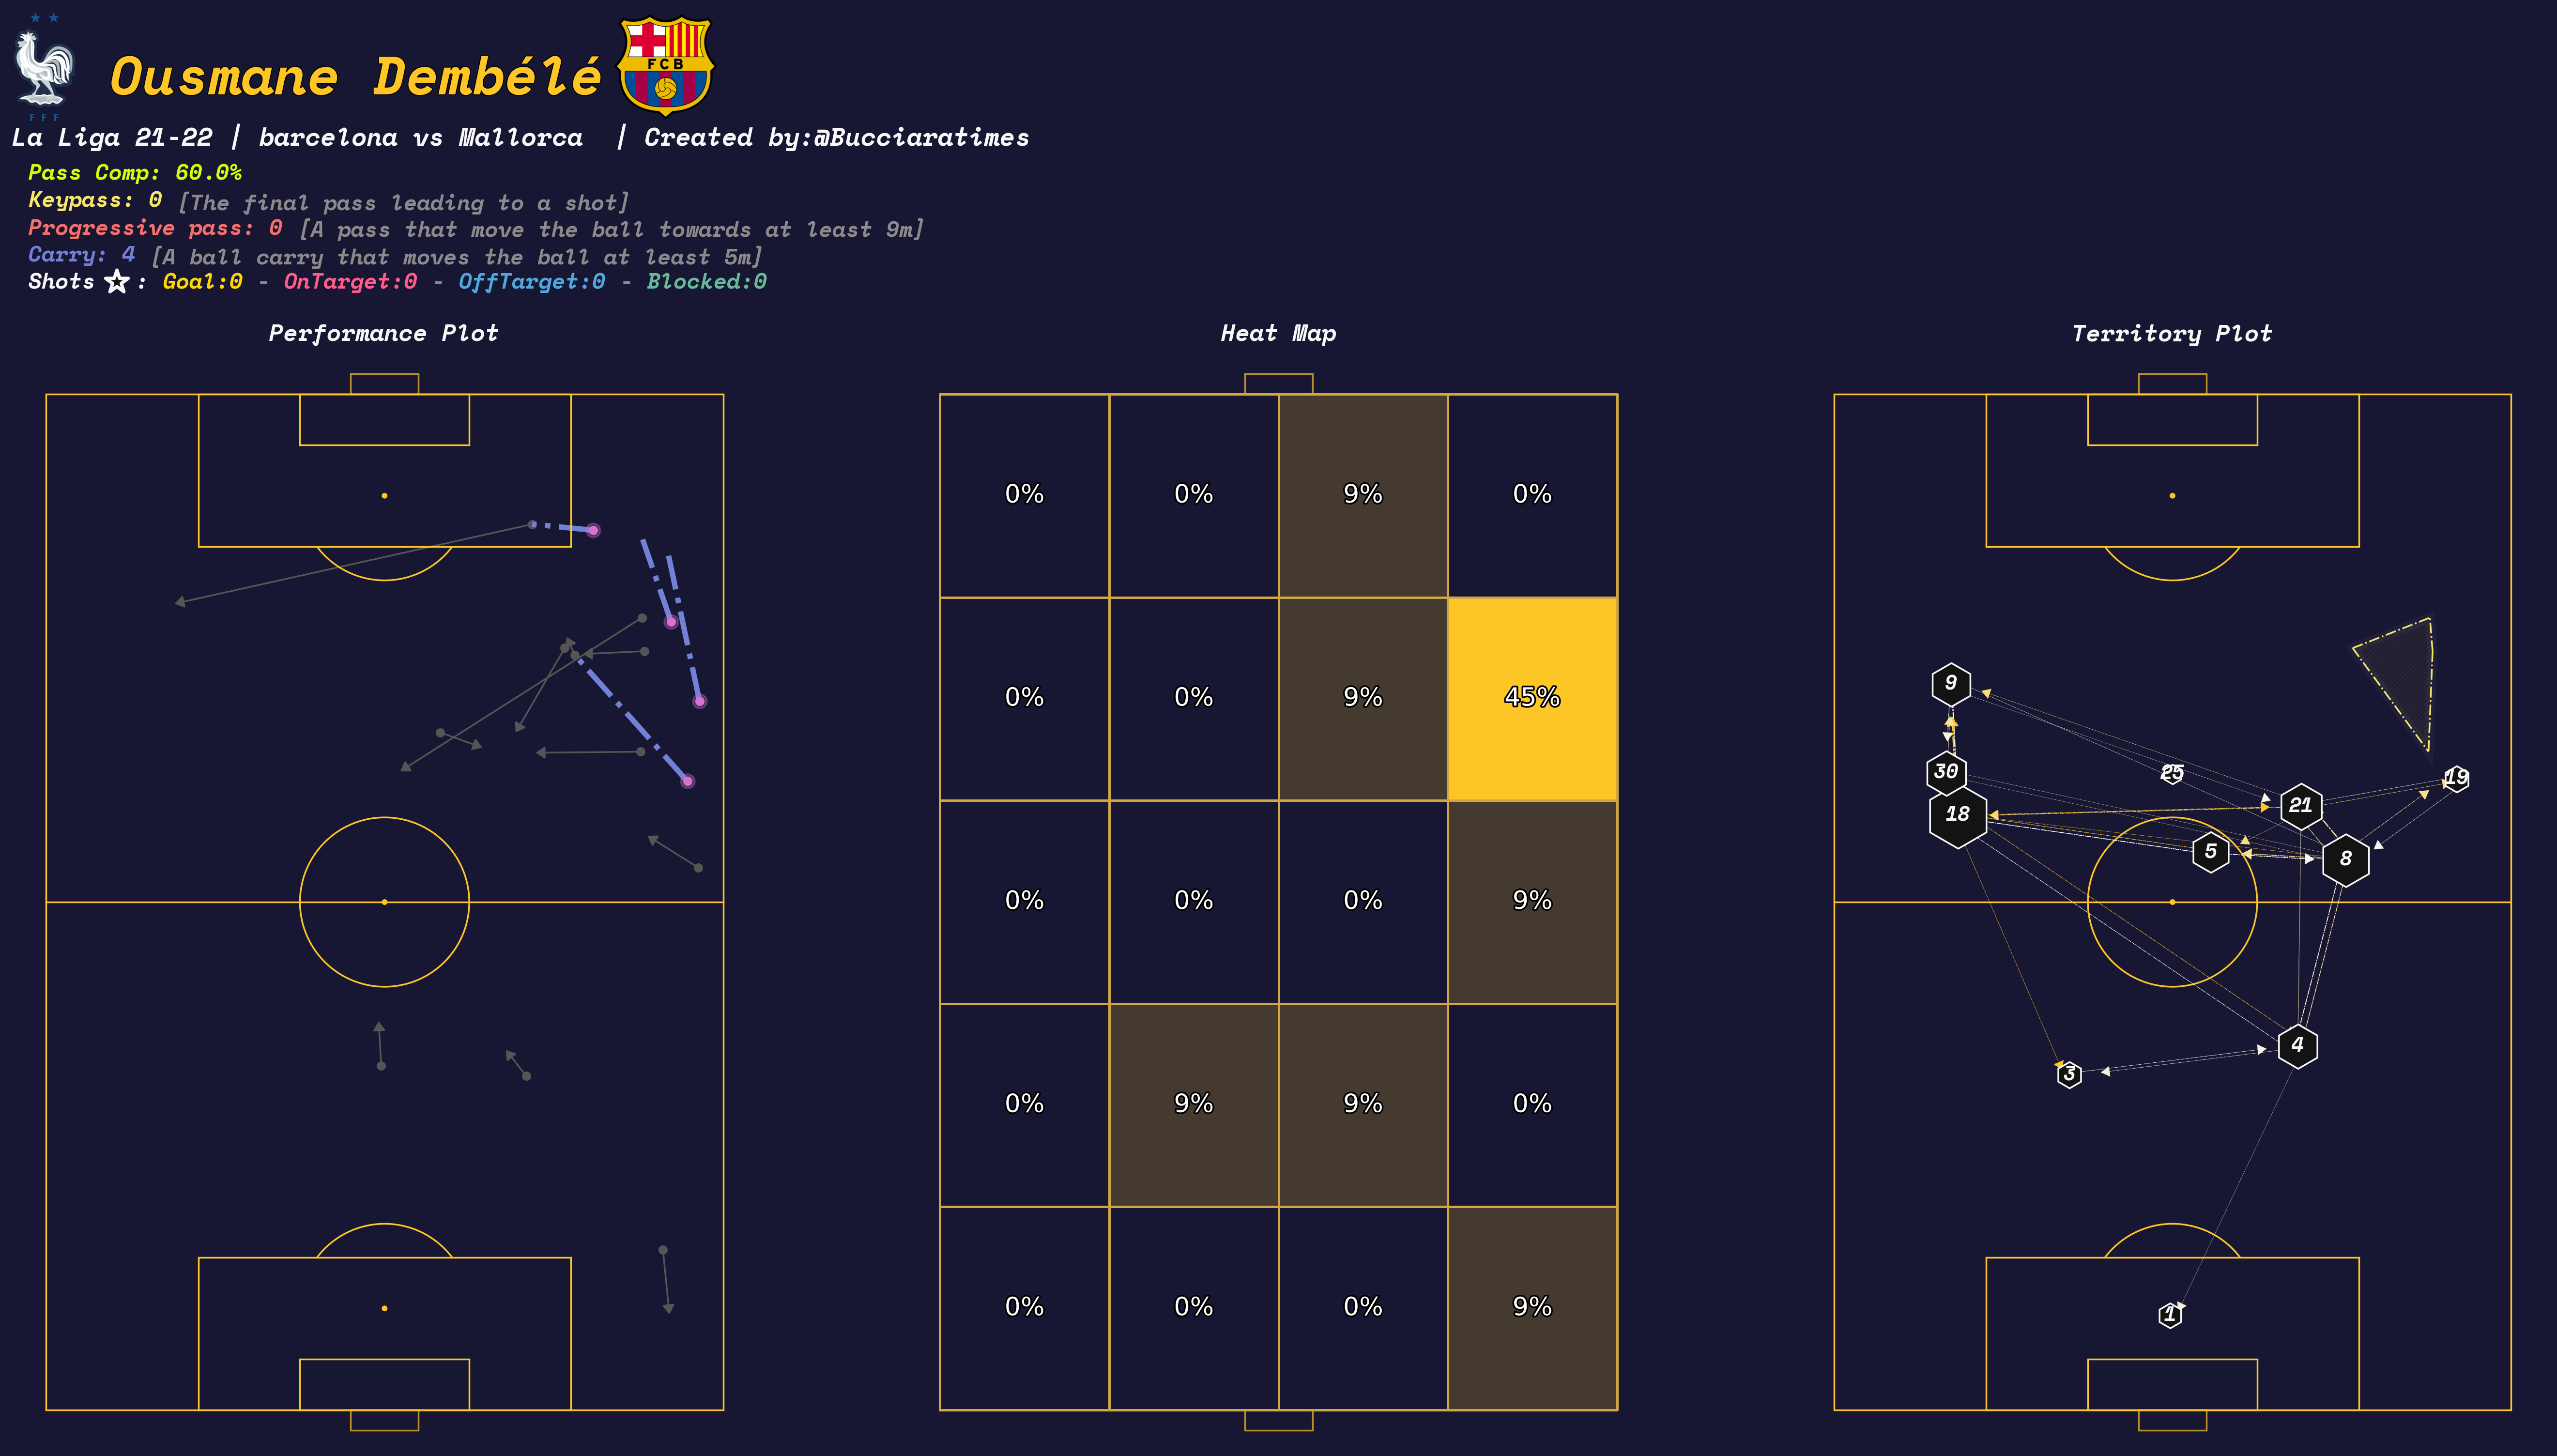 FFF
Ousmane Dembélé
FCB
La Liga 21-22 | barcelona vs Mallorca | Created by:@Bucciaratimes
Pass Comp: 60.0%
Keypass: 0 [The final pass leading to a shot]
Progressive pass: 0 [A pass that move the ball towards at least 9m]
Carry: 4 [A ball carry that moves the ball at least 5m]
Shots ☆: Goal:0 - OnTarget:0 - OffTarget:0 - Blocked:0
Performance Plot
Heat Map
0% 0% 9% 0%
0% 0% 9% 45%
0% 0% 0% 9%
0% 9% 9% 0%
0% 0% 0% 9%
Territory Plot
9
30
25
19
18
21
5
8
4
3
1